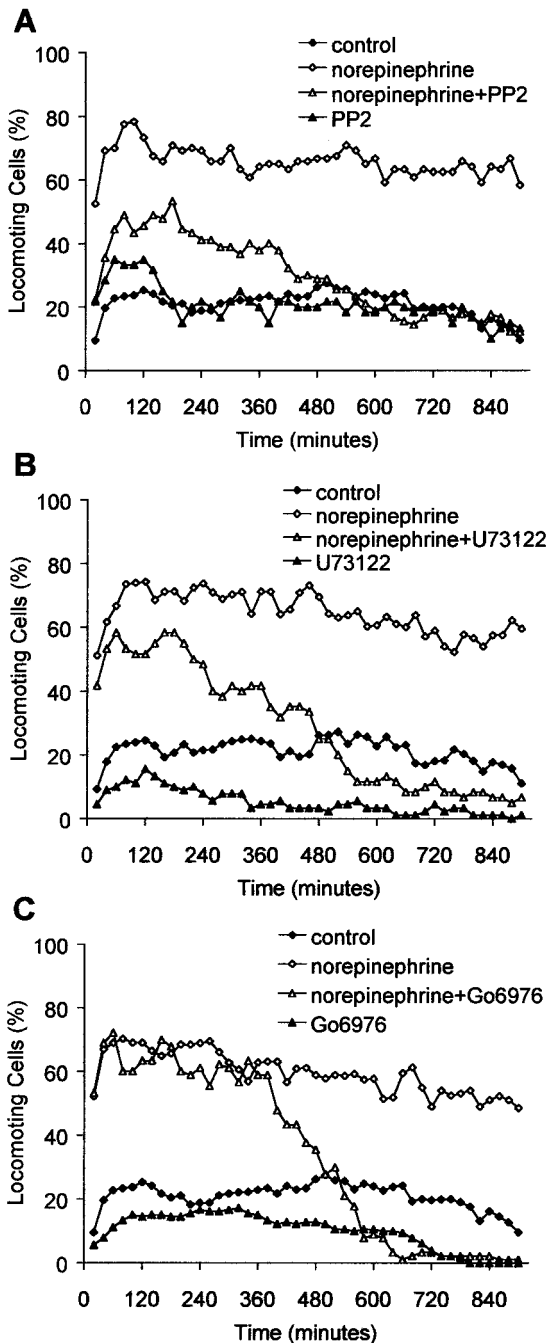 A
control
norepinephrine
norepinephrine+PP2
PP2
Locomoting Cells (%)
100
80
60
40
20
0
0 120 240 360 480 600 720 840
Time (minutes)
B
control
norepinephrine
norepinephrine+U73122
U73122
Locomoting Cells (%)
100
80
60
40
20
0
0 120 240 360 480 600 720 840
Time (minutes)
C
control
norepinephrine
norepinephrine+Go6976
Go6976
Locomoting Cells (%)
100
80
60
40
20
0
0 120 240 360 480 600 720 840
Time (minutes)